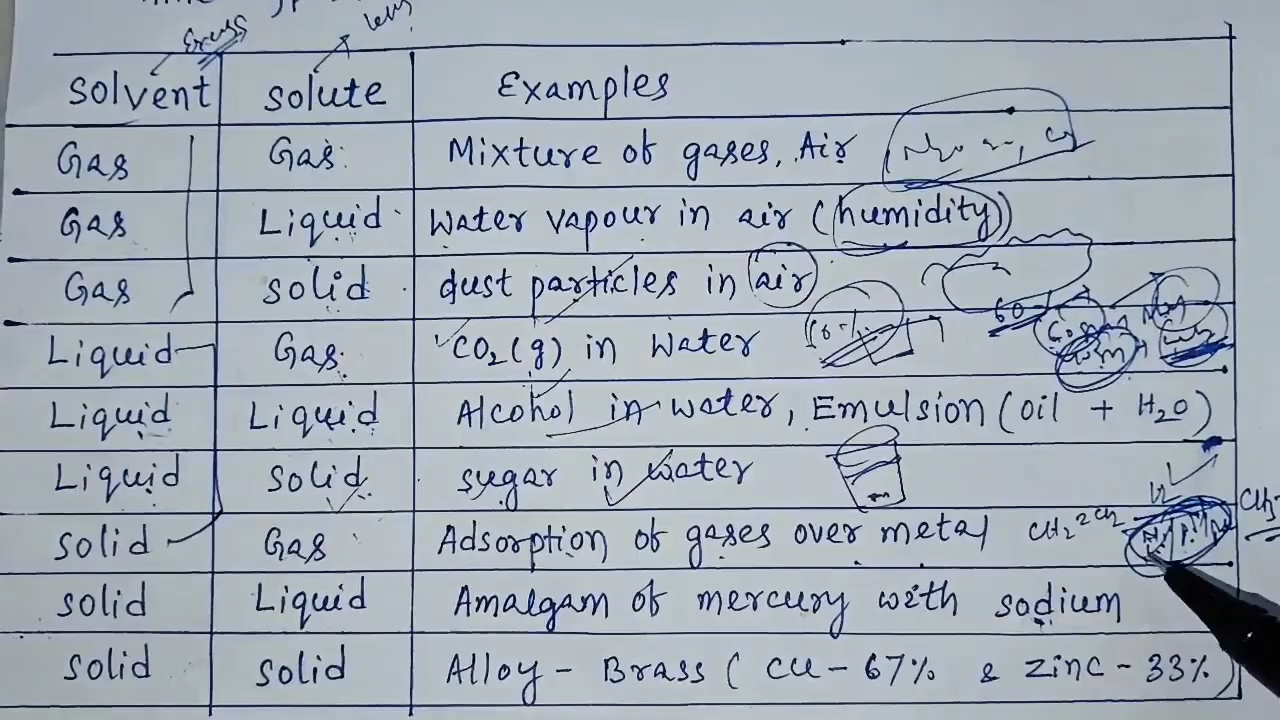 Excess
less
Solvent solute Examples
Gas Gas Mixture of gases, Air
Gas Liquid Water vapour in air (humidity)
Gas solid dust particles in air
Liquid Gas CO2(g) in Water
Liquid Liquid Alcohol in water, Emulsion (oil + H2O)
Liquid Solid sugar in water
Solid Gas Adsorption of gases over metal
solid Liquid Amalgam of mercury with sodium
solid solid Alloy - Brass ( Cu - 67% & Zinc - 33% )